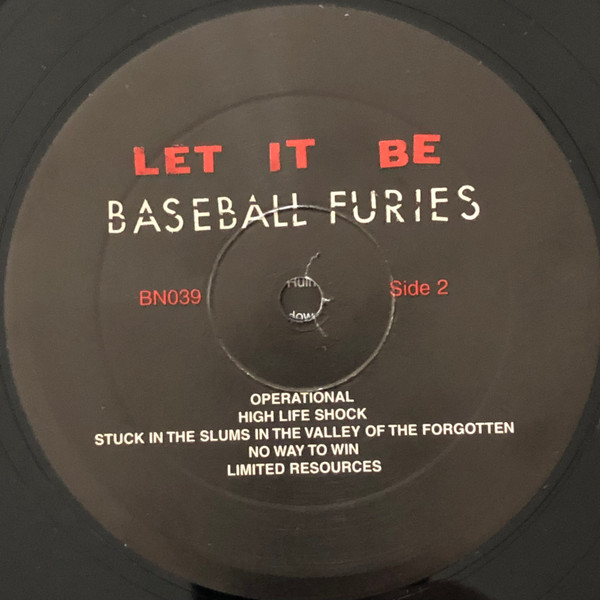 LET IT BE
BASEBALL FURIES
BN039
Side 2
OPERATIONAL
HIGH LIFE SHOCK
STUCK IN THE SLUMS IN THE VALLEY OF THE FORGOTTEN
NO WAY TO WIN
LIMITED RESOURCES